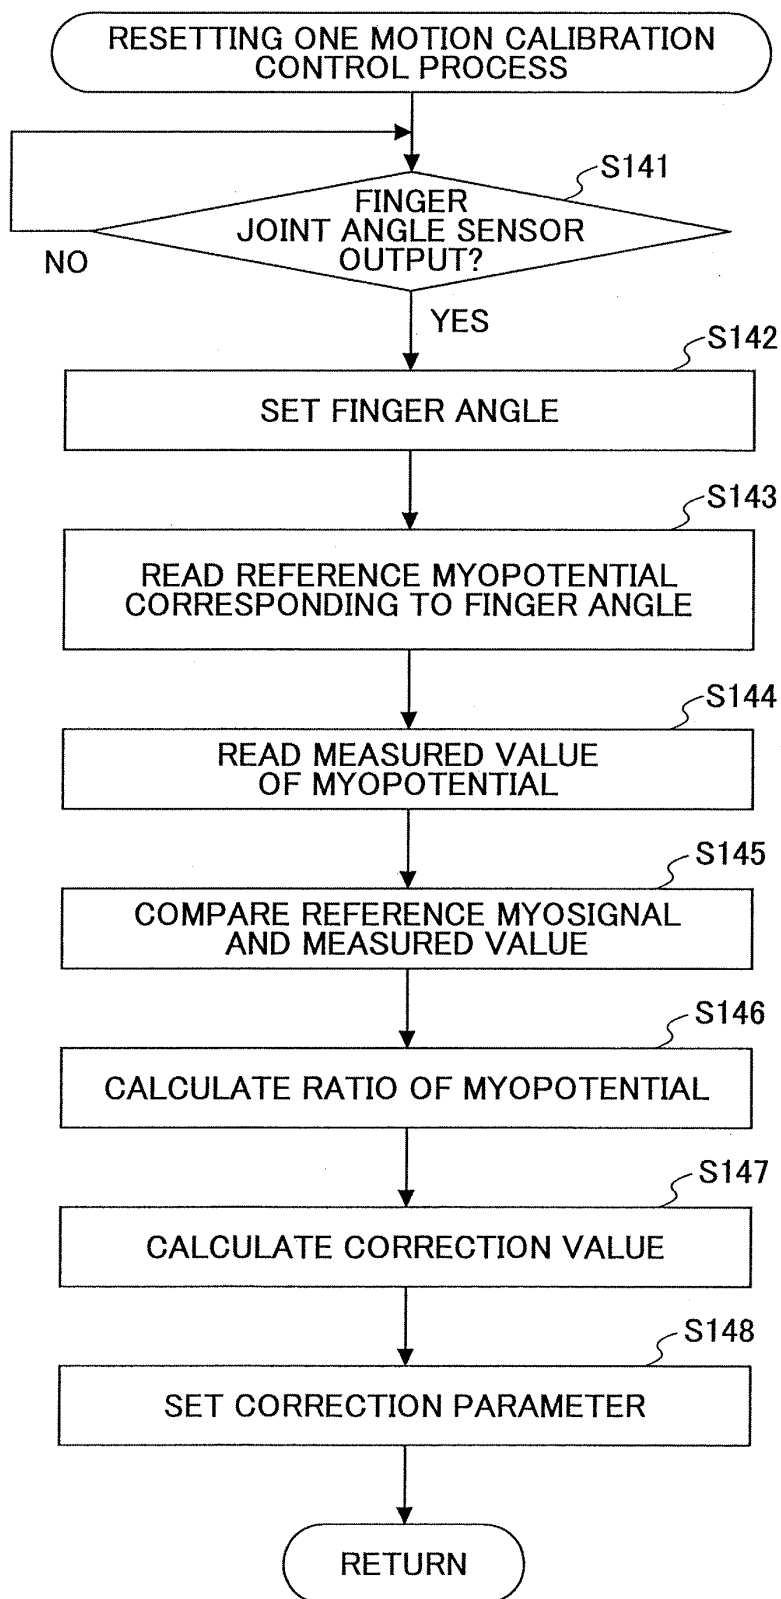 RESETTING ONE MOTION CALIBRATION
CONTROL PROCESS
S141
FINGER
JOINT ANGLE SENSOR
OUTPUT?
NO
YES
S142
SET FINGER ANGLE
S143
READ REFERENCE MYOPOTENTIAL
CORRESPONDING TO FINGER ANGLE
S144
READ MEASURED VALUE
OF MYOPOTENTIAL
S145
COMPARE REFERENCE MYOSIGNAL
AND MEASURED VALUE
S146
CALCULATE RATIO OF MYOPOTENTIAL
S147
CALCULATE CORRECTION VALUE
S148
SET CORRECTION PARAMETER
RETURN